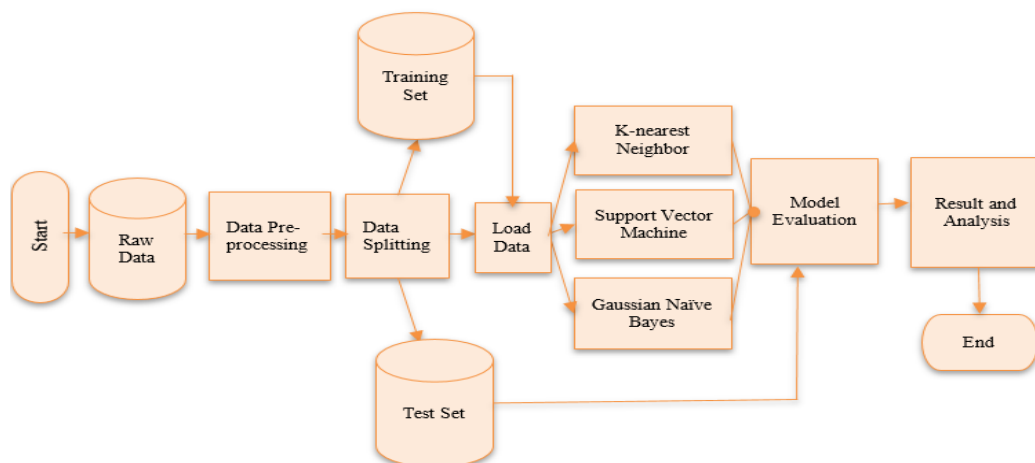 Start
Raw
Data
Data Pre-
processing
Data
Splitting
Training
Set
Test Set
Load
Data
K-nearest
Neighbor
Support Vector
Machine
Gaussian Naïve
Bayes
Model
Evaluation
Result and
Analysis
End